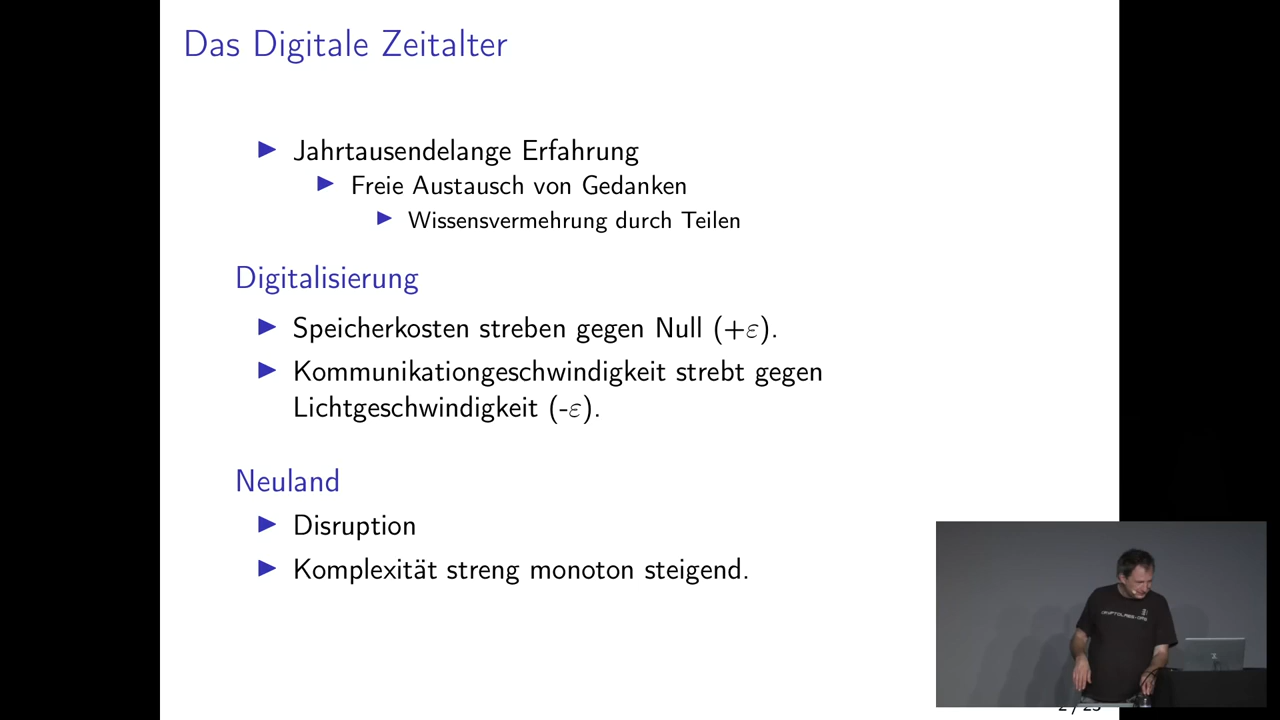 Das Digitale Zeitalter
Jahrtausendelange Erfahrung
Freie Austausch von Gedanken
Wissensvermehrung durch Teilen
Digitalisierung
Speicherkosten streben gegen Null (+ε).
Kommunikationgeschwindigkeit strebt gegen
Lichtgeschwindigkeit (-ε).
Neuland
Disruption
Komplexität streng monoton steigend.